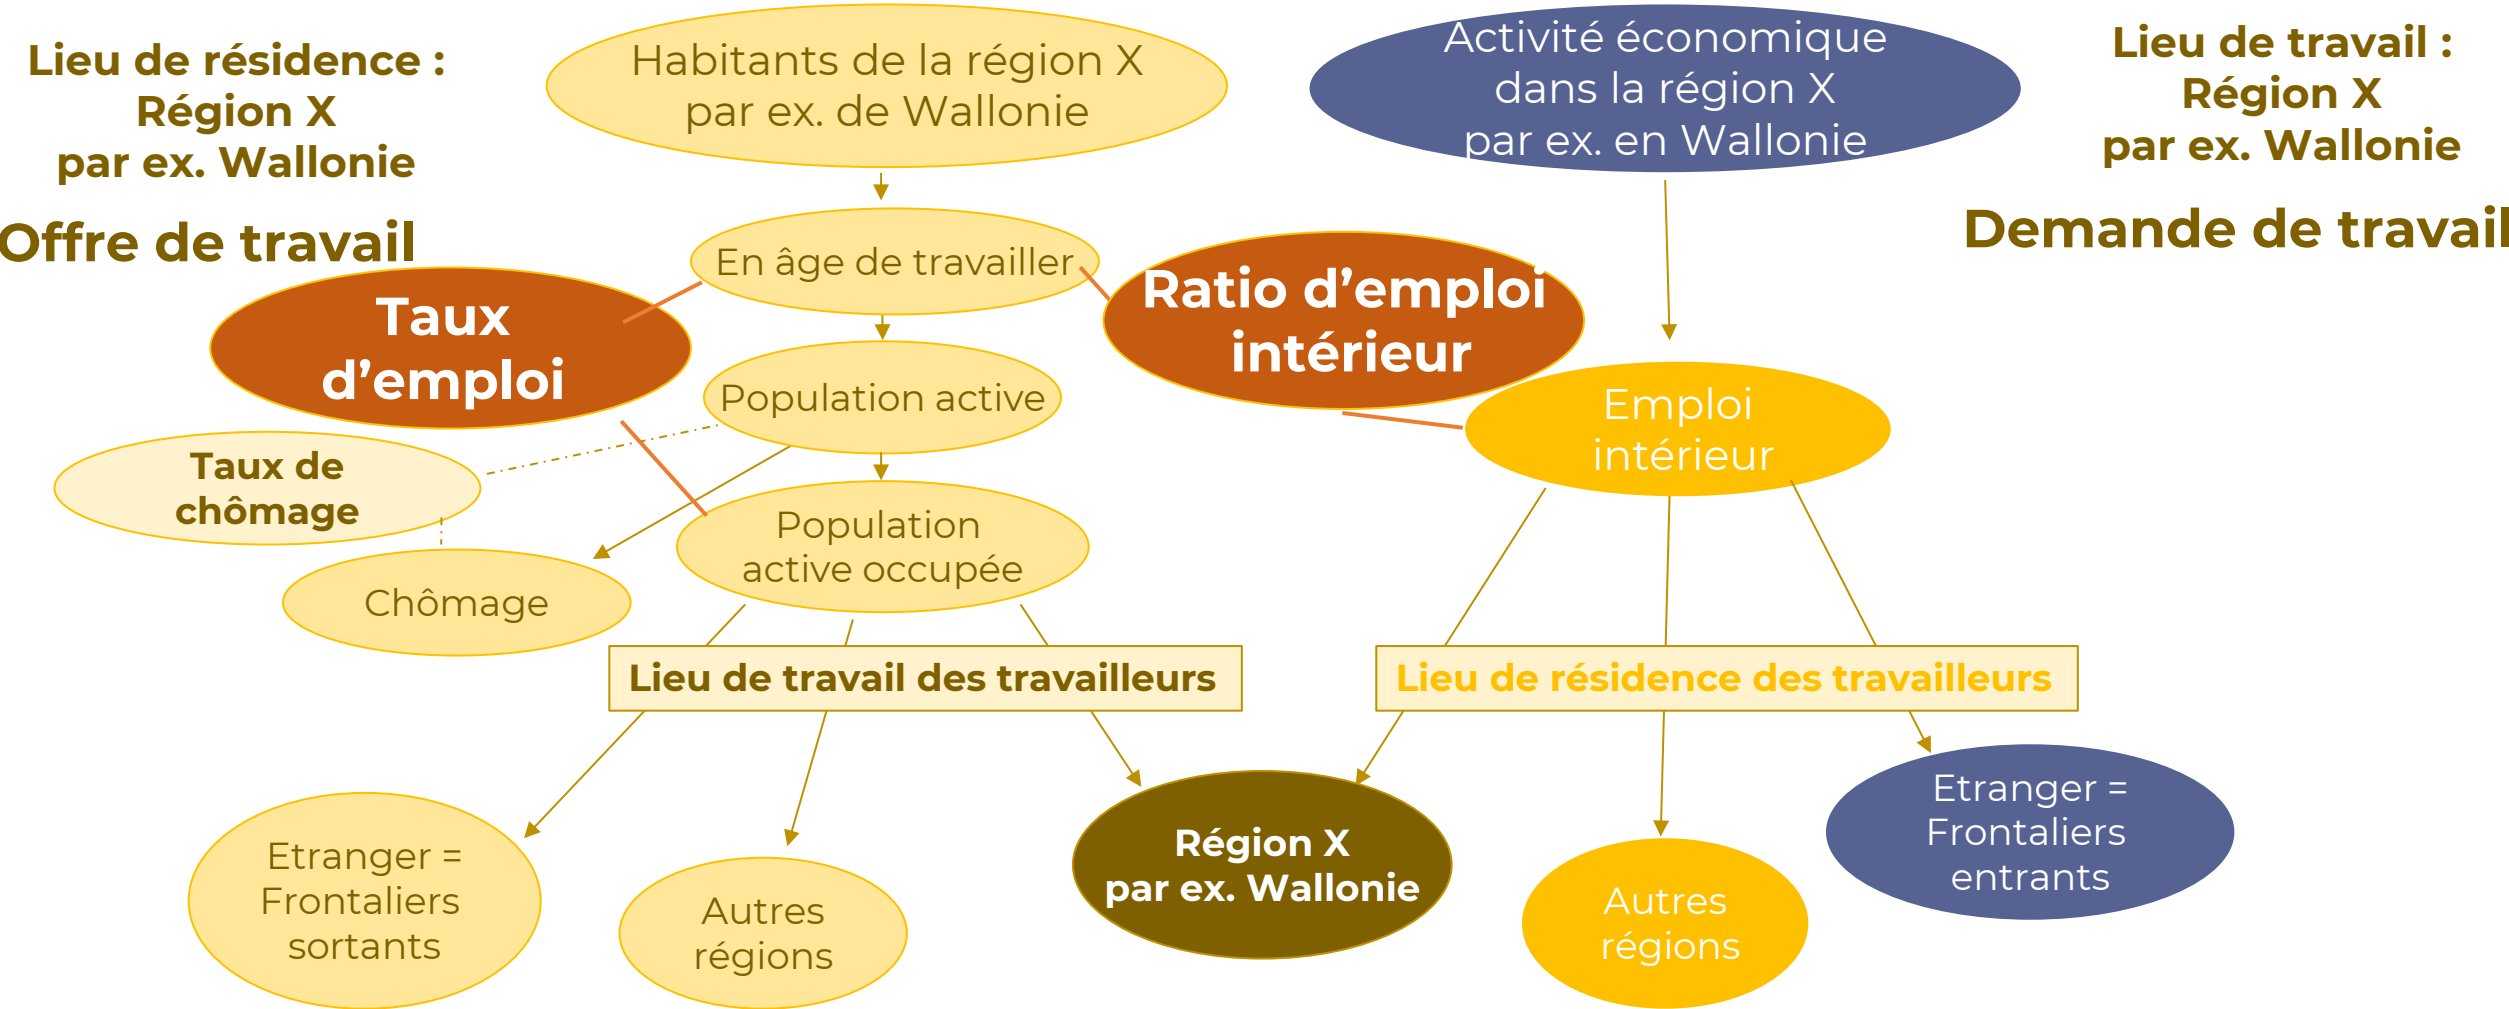 Lieu de résidence :
Région X
par ex. Wallonie
Offre de travail
Habitants de la région X
par ex. de Wallonie
Activité économique
dans la région X
par ex. en Wallonie
Lieu de travail :
Région X
par ex. Wallonie
Demande de travail
En âge de travailler
Taux
d’emploi
Ratio d’emploi
intérieur
Population active
Emploi
intérieur
Taux de
chômage
Population
active occupée
Chômage
Lieu de travail des travailleurs
Lieu de résidence des travailleurs
Etranger =
Frontaliers
sortants
Autres
régions
Région X
par ex. Wallonie
Autres
régions
Etranger =
Frontaliers
entrants